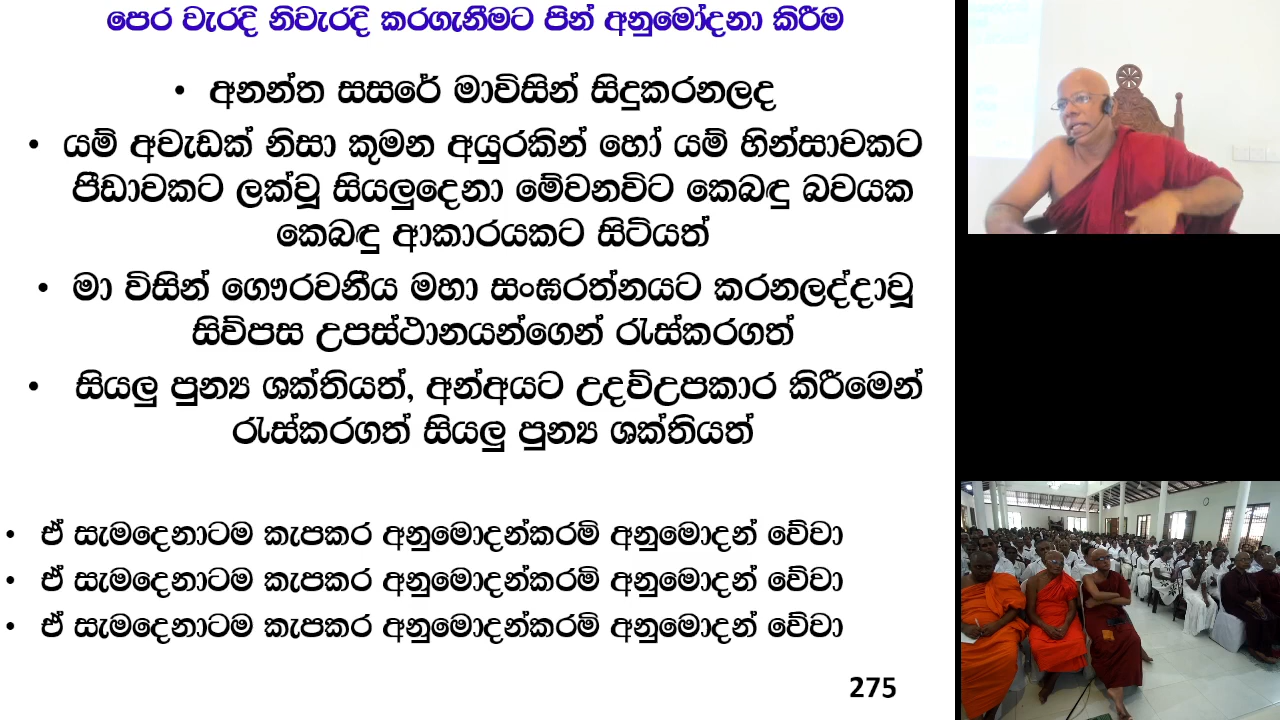 පෙර වැරදි නිවැරදි කරගැනීමට පින් අනුමෝදනා කිරීම
• අනන්ත සසරේ මාවිසින් සිදුකරනලද
• යම් අවැඩක් නිසා කුමන අයුරකින් හෝ යම් හින්සාවකට
පීඩාවකට ලක්වූ සියලුදෙනා මේවනවිට කෙබඳු බවයක
කෙබඳු ආකාරයකට සිටියත්
• මා විසින් ගෞරවනීය මහා සංඝරත්නයට කරනලද්දාවූ
සිව්පස උපස්ථානයන්ගෙන් රැස්කරගත්
• සියලු පුන්‍ය ශක්තියත්, අන්අයට උදව්උපකාර කිරීමෙන්
රැස්කරගත් සියලු පුන්‍ය ශක්තියත්
• ඒ සැමදෙනාටම කැපකර අනුමොදන්කරමි අනුමොදන් වේවා
• ඒ සැමදෙනාටම කැපකර අනුමොදන්කරමි අනුමොදන් වේවා
• ඒ සැමදෙනාටම කැපකර අනුමොදන්කරමි අනුමොදන් වේවා
275